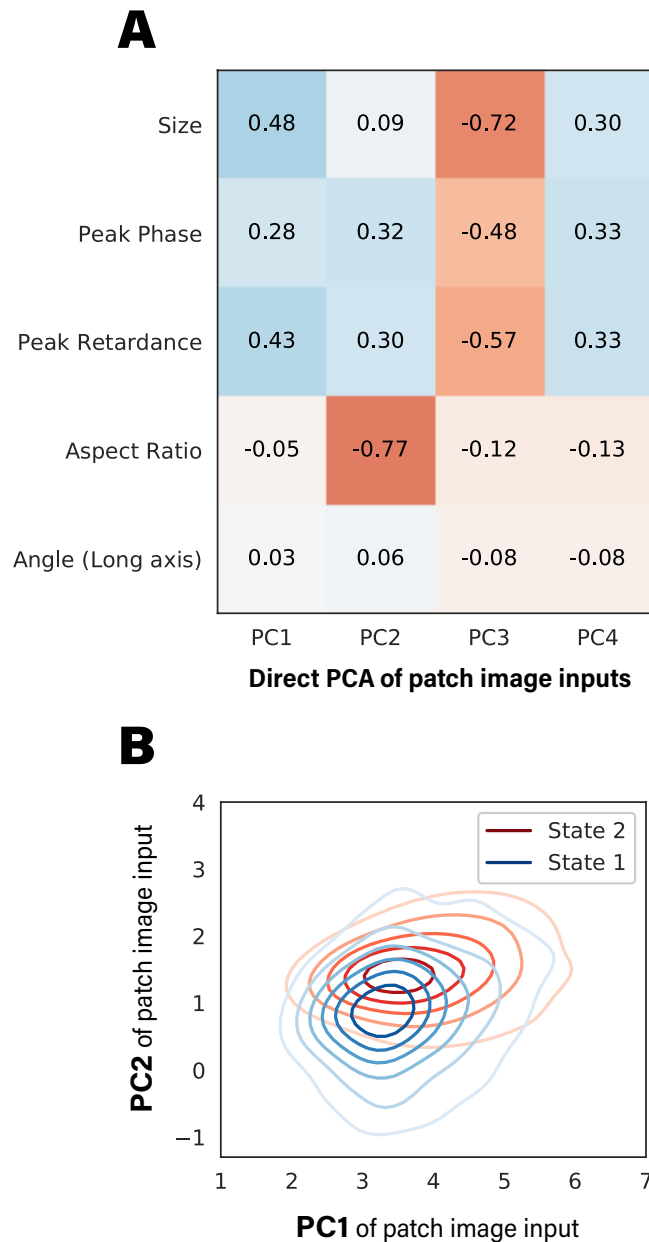 A
Size 0.48 0.09 -0.72 0.30
Peak Phase 0.28 0.32 -0.48 0.33
Peak Retardance 0.43 0.30 -0.57 0.33
Aspect Ratio -0.05 -0.77 -0.12 -0.13
Angle (Long axis) 0.03 0.06 -0.08 -0.08
PC1 PC2 PC3 PC4
Direct PCA of patch image inputs
B
PC2 of patch image input
4
3
2
1
0
−1
State 2
State 1
1 2 3 4 5 6 7
PC1 of patch image input